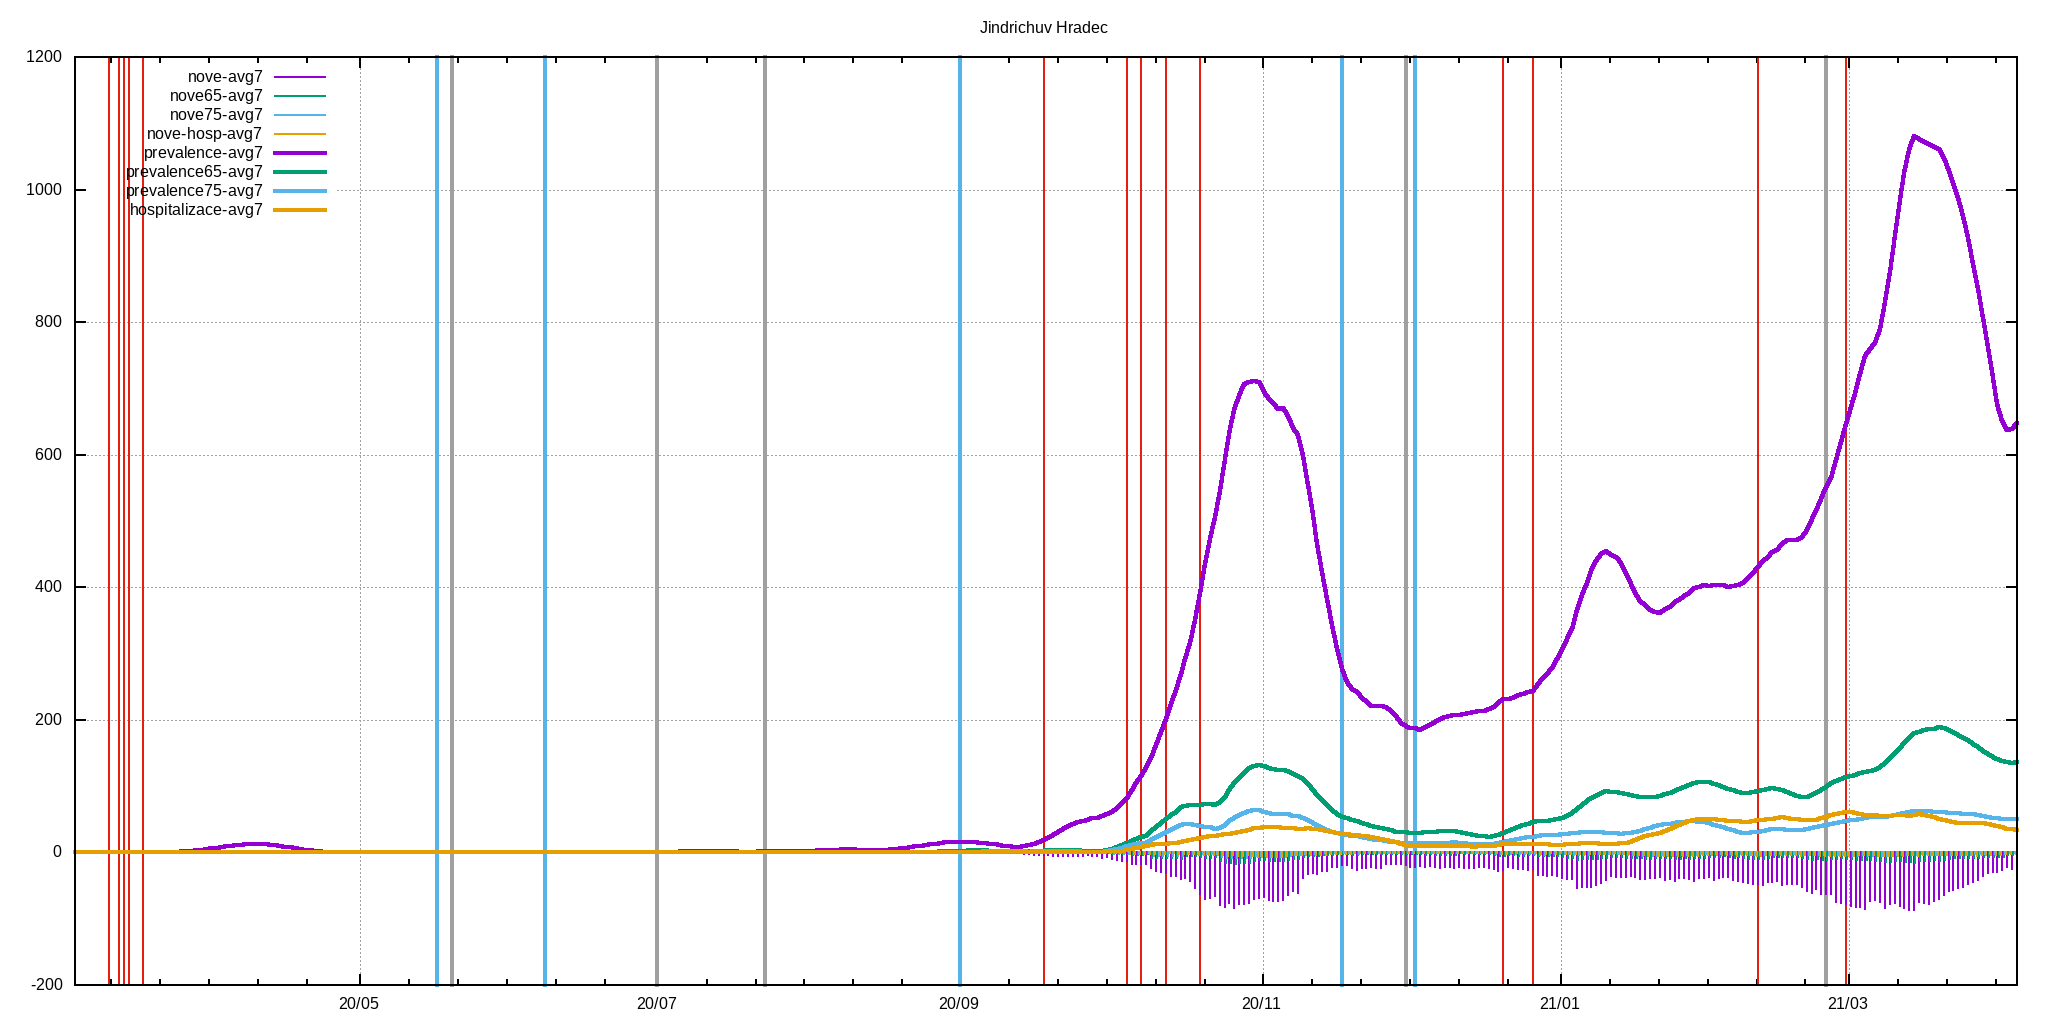 Jindrichuv Hradec
1200
1000
800
600
400
200
0
-200
nove-avg7
nove65-avg7
nove75-avg7
nove-hosp-avg7
prevalence-avg7
prevalence65-avg7
prevalence75-avg7
hospitalizace-avg7
20/05 20/07 20/09 20/11 21/01 21/03